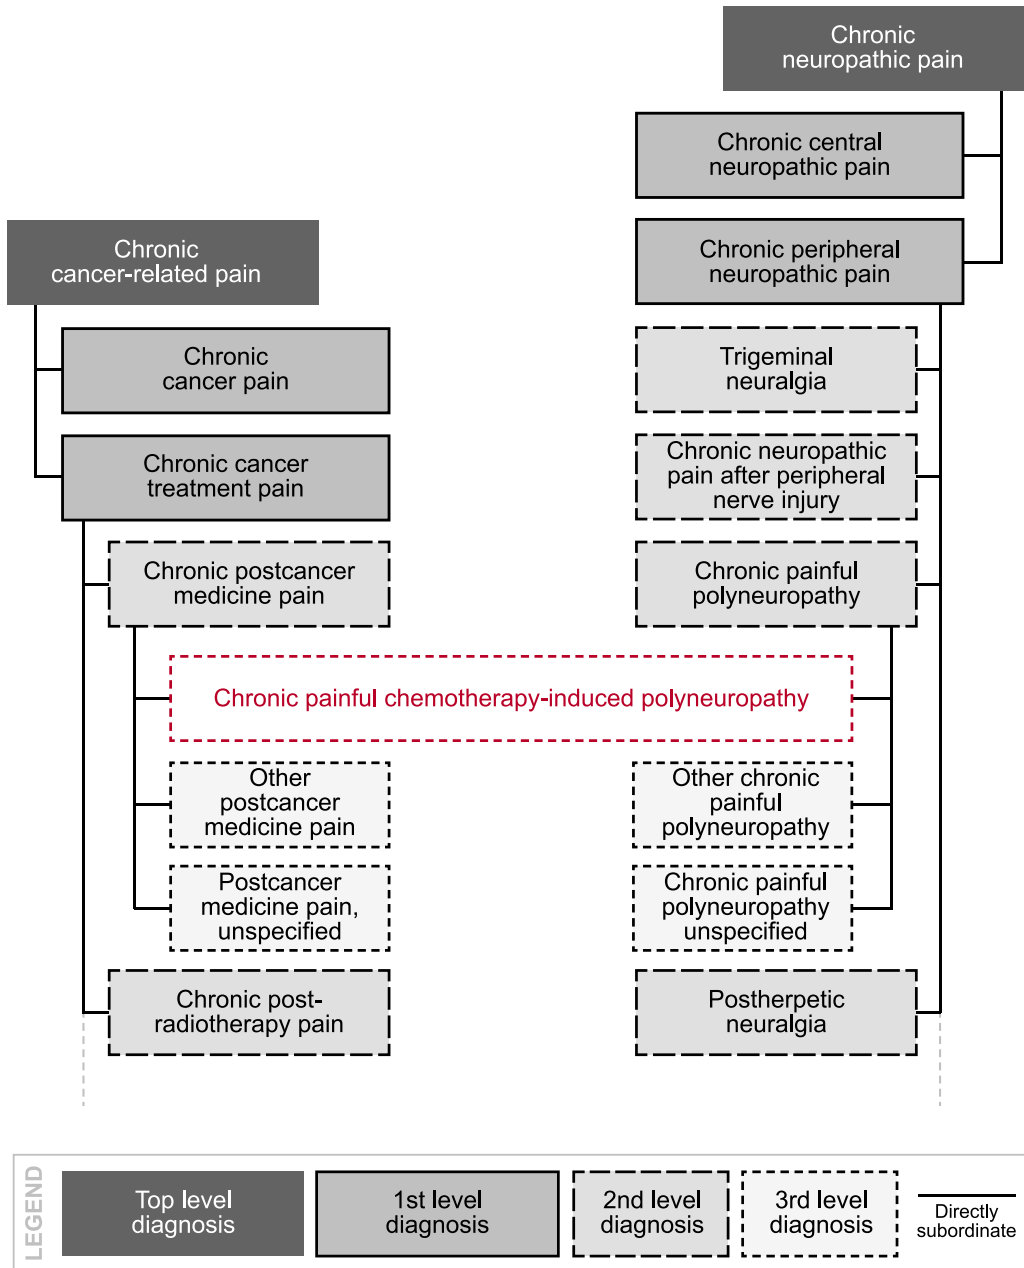 Chronic
neuropathic pain
Chronic central
neuropathic pain
Chronic peripheral
neuropathic pain
Trigeminal
neuralgia
Chronic neuropathic
pain after peripheral
nerve injury
Chronic painful
polyneuropathy
Chronic
cancer-related pain
Chronic
cancer pain
Chronic cancer
treatment pain
Chronic postcancer
medicine pain
Chronic painful chemotherapy-induced polyneuropathy
Other
postcancer
medicine pain
Postcancer
medicine pain,
unspecified
Other chronic
painful
polyneuropathy
Chronic painful
polyneuropathy
unspecified
Chronic post-
radiotherapy pain
Postherpetic
neuralgia
LEGEND
Top level
diagnosis
1st level
diagnosis
2nd level
diagnosis
3rd level
diagnosis
Directly
subordinate